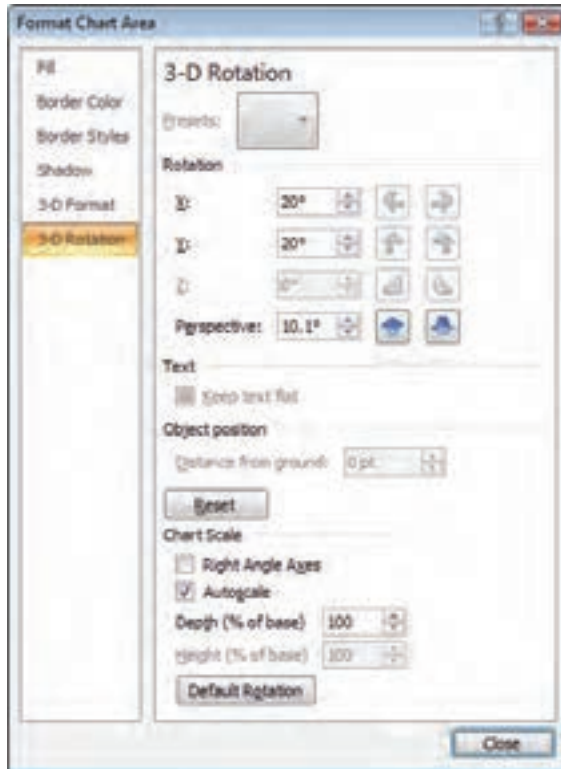 Format Chart Area
Fill
Border Color
Border Styles
Shadow
3-D Format
3-D Rotation
3-D Rotation
Presets:
Rotation
X: 20°
Y: 20°
Z: 0°
Perspective: 10.1°
Text
Keep text flat
Object position
Distance from ground: 0 pt
Reset
Chart Scale
Right Angle Axes
Autoscale
Depth (% of base) 100
Height (% of base) 100
Default Rotation
Close